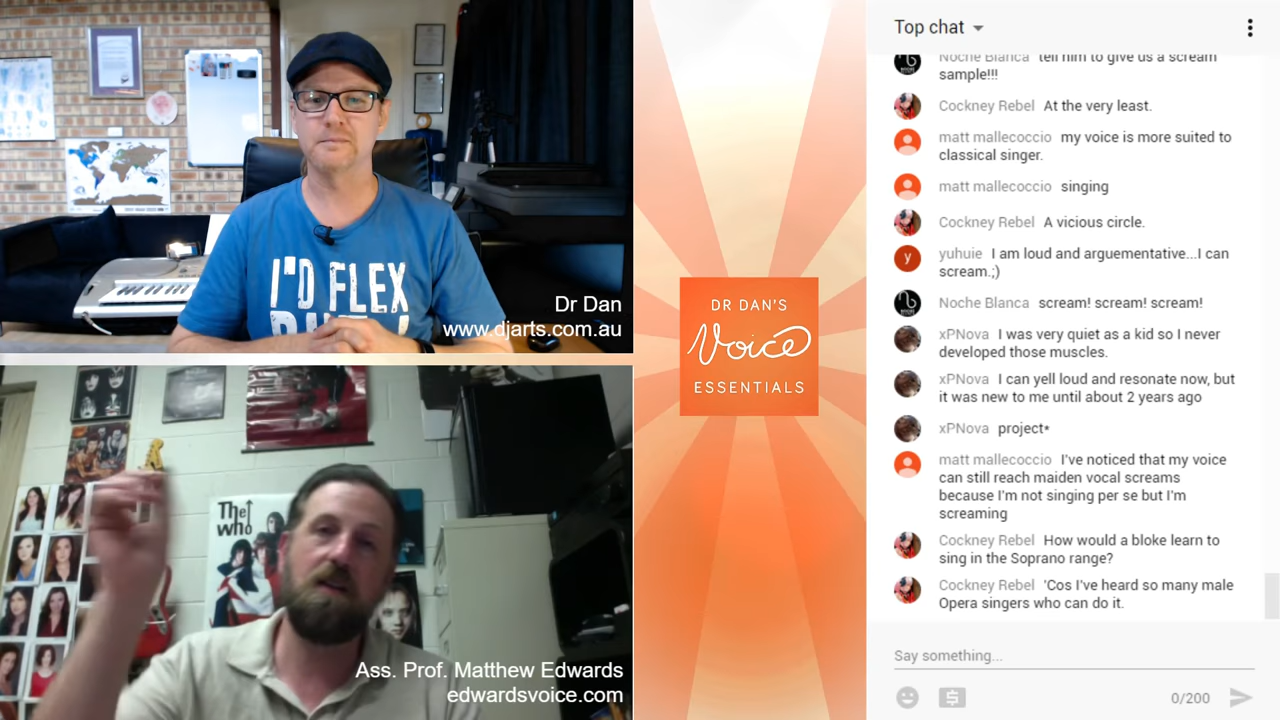 I'D FLEX
Dr Dan
www.djarts.com.au
The
who
Ass. Prof. Matthew Edwards
edwardsvoice.com
DR DAN'S
Voice
ESSENTIALS
Top chat
Noche Blanca tell him to give us a scream
sample!!!
Cockney Rebel At the very least.
matt mallecoccio my voice is more suited to
classical singer.
matt mallecoccio singing
Cockney Rebel A vicious circle.
y
yuhuie I am loud and arguementative...I can
scream.;)
Noche Blanca scream! scream! scream!
xPNova I was very quiet as a kid so I never
developed those muscles.
xPNova I can yell loud and resonate now, but
it was new to me until about 2 years ago
xPNova project*
matt mallecoccio I've noticed that my voice
can still reach maiden vocal screams
because I'm not singing per se but I'm
screaming
Cockney Rebel How would a bloke learn to
sing in the Soprano range?
Cockney Rebel 'Cos I've heard so many male
Opera singers who can do it.
Say something...
0/200